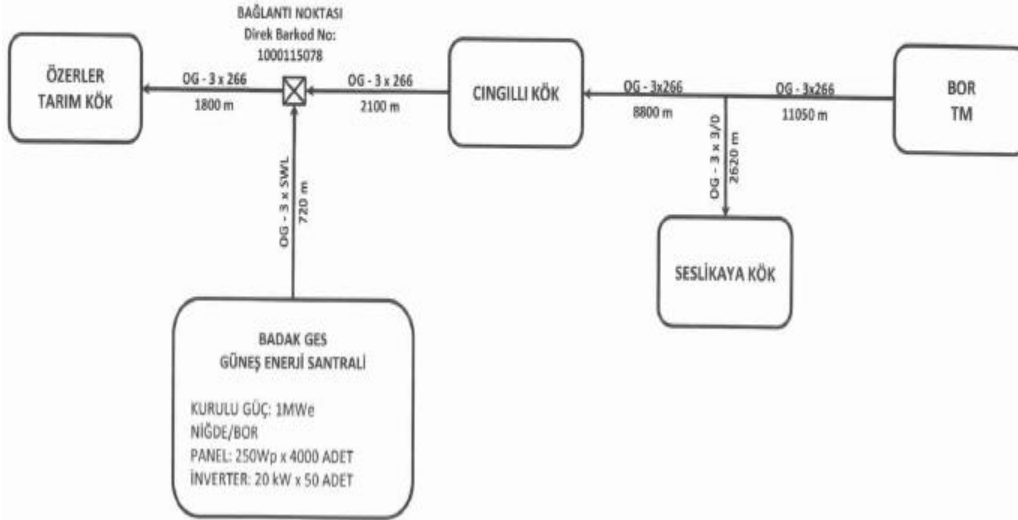 BAĞLANTI NOKTASI
Direk Barkod No:
1000115078
ÖZERLER
TARIM KÖK
OG - 3 x 266
1800 m
OG - 3 x 266
2100 m
CINGILLI KÖK
OG - 3x266
8800 m
OG - 3x266
11050 m
BOR
TM
OG - 3 x 3/0
2620 m
SESLİKAYA KÖK
OG - 3 x SWL
720 m
BADAK GES
GÜNEŞ ENERJİ SANTRALİ
KURULU GÜÇ: 1MWe
NİĞDE/BOR
PANEL: 250Wp x 4000 ADET
İNVERTER: 20 kW x 50 ADET